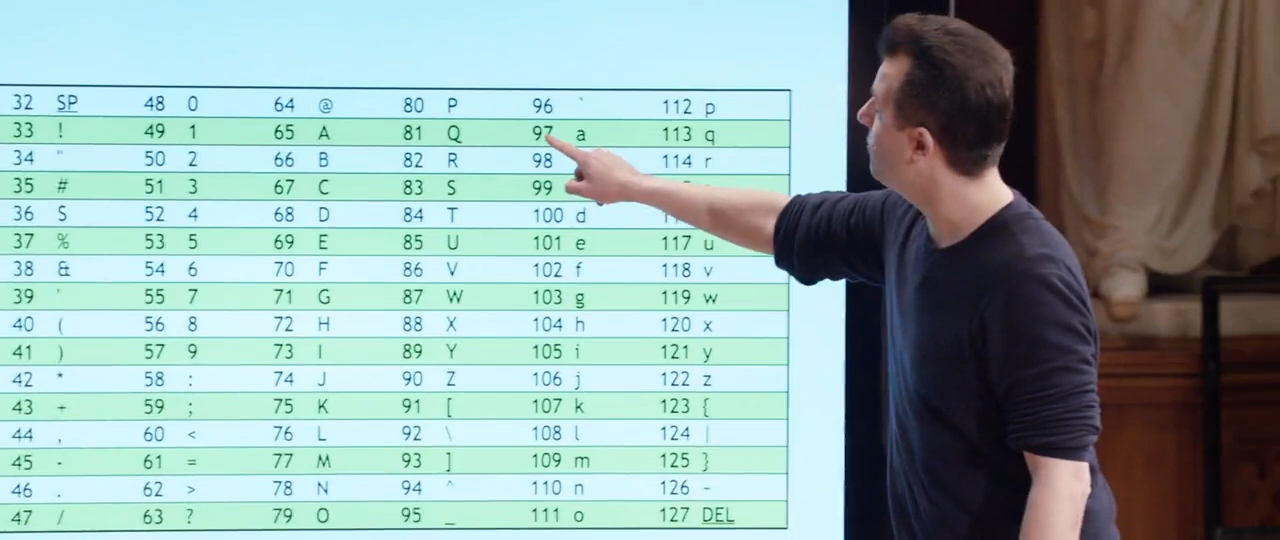 32 SP 48 0 64 @ 80 P 96 ` 112 p
33 ! 49 1 65 A 81 Q 97 a 113 q
34 " 50 2 66 B 82 R 98 114 r
35 # 51 3 67 C 83 S 99
36 $ 52 4 68 D 84 T 100 d
37 % 53 5 69 E 85 U 101 e 117 u
38 & 54 6 70 F 86 V 102 f 118 v
39 ' 55 7 71 G 87 W 103 g 119 w
40 ( 56 8 72 H 88 X 104 h 120 x
41 ) 57 9 73 I 89 Y 105 i 121 y
42 * 58 : 74 J 90 Z 106 j 122 z
43 + 59 ; 75 K 91 [ 107 k 123 {
44 , 60 < 76 L 92 \ 108 l 124 |
45 - 61 = 77 M 93 ] 109 m 125 }
46 . 62 > 78 N 94 ^ 110 n 126 ~
47 / 63 ? 79 O 95 _ 111 o 127 DEL